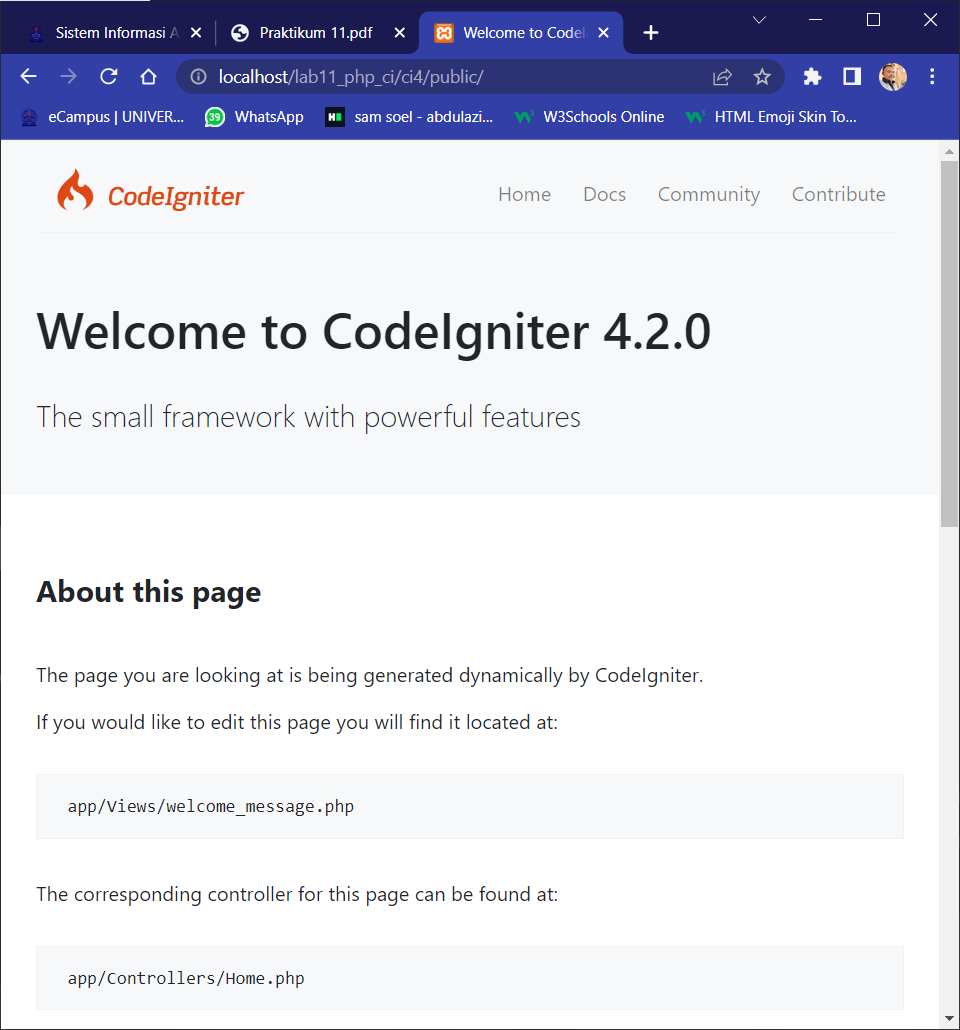 Sistem Informasi A
Praktikum 11.pdf
Welcome to CodeI
localhost/lab11_php_ci/ci4/public/
eCampus | UNIVER...
39
WhatsApp
sam soel - abdulazi...
W3Schools Online
HTML Emoji Skin To...
CodeIgniter
Home
Docs
Community
Contribute
Welcome to CodeIgniter 4.2.0
The small framework with powerful features
About this page
The page you are looking at is being generated dynamically by CodeIgniter.
If you would like to edit this page you will find it located at:
app/Views/welcome_message.php
The corresponding controller for this page can be found at:
app/Controllers/Home.php